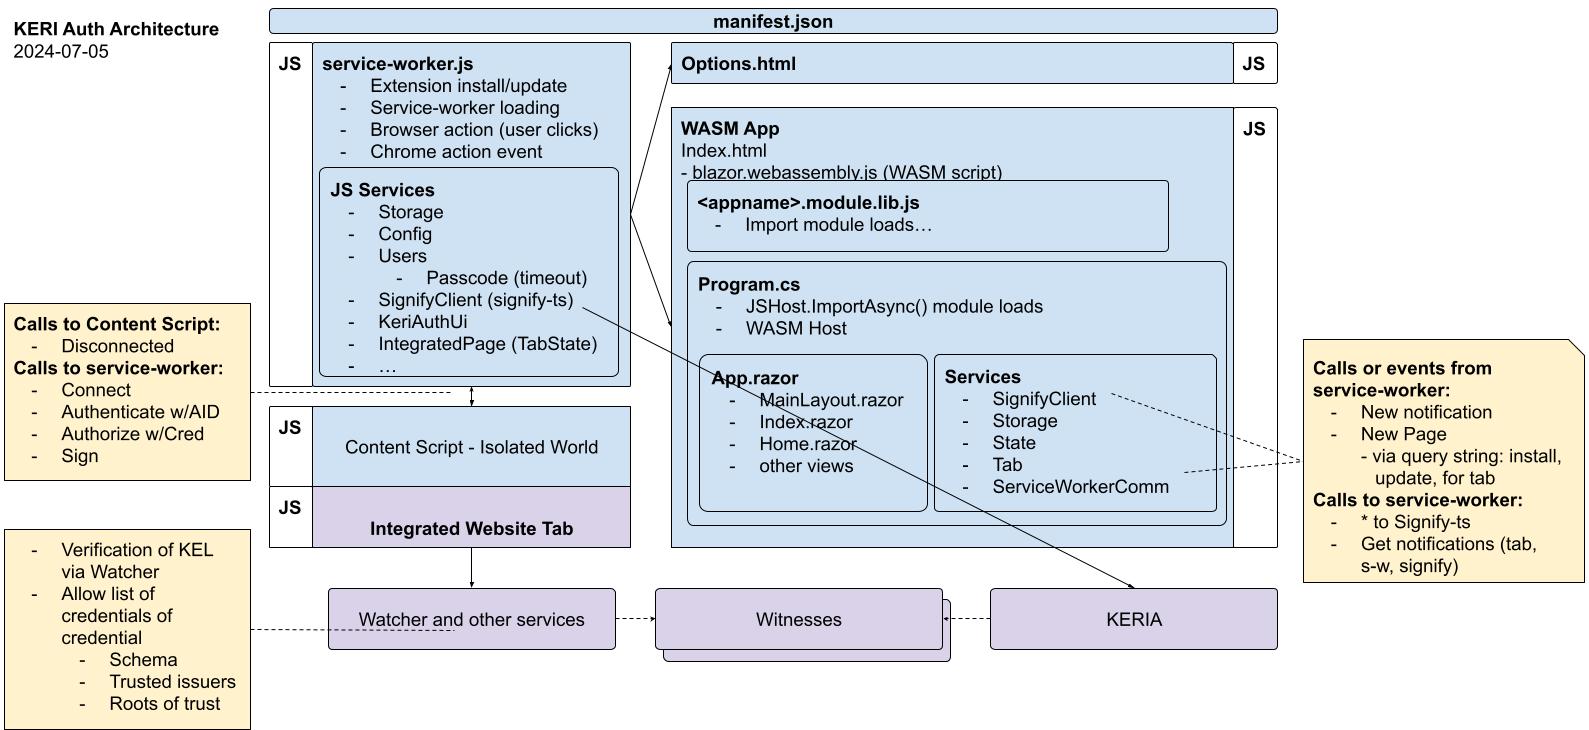 KERI Auth Architecture
2024-07-05
manifest.json
JS
service-worker.js
- Extension install/update
- Service-worker loading
- Browser action (user clicks)
- Chrome action event
JS Services
- Storage
- Config
- Users
- Passcode (timeout)
- SignifyClient (signify-ts)
- KeriAuthUi
- IntegratedPage (TabState)
- …
Options.html
JS
WASM App
Index.html
- blazor.webassembly.js (WASM script)
JS
<appname>.module.lib.js
- Import module loads…
Program.cs
- JSHost.ImportAsync() module loads
- WASM Host
App.razor
- MainLayout.razor
- Index.razor
- Home.razor
- other views
Services
- SignifyClient
- Storage
- State
- Tab
- ServiceWorkerComm
Calls to Content Script:
- Disconnected
Calls to service-worker:
- Connect
- Authenticate w/AID
- Authorize w/Cred
- Sign
JS
Content Script - Isolated World
JS
Integrated Website Tab
Calls or events from
service-worker:
- New notification
- New Page
- via query string: install,
update, for tab
Calls to service-worker:
- * to Signify-ts
- Get notifications (tab,
s-w, signify)
- Verification of KEL
via Watcher
- Allow list of
credentials of
credential
- Schema
- Trusted issuers
- Roots of trust
Watcher and other services
Witnesses
KERIA